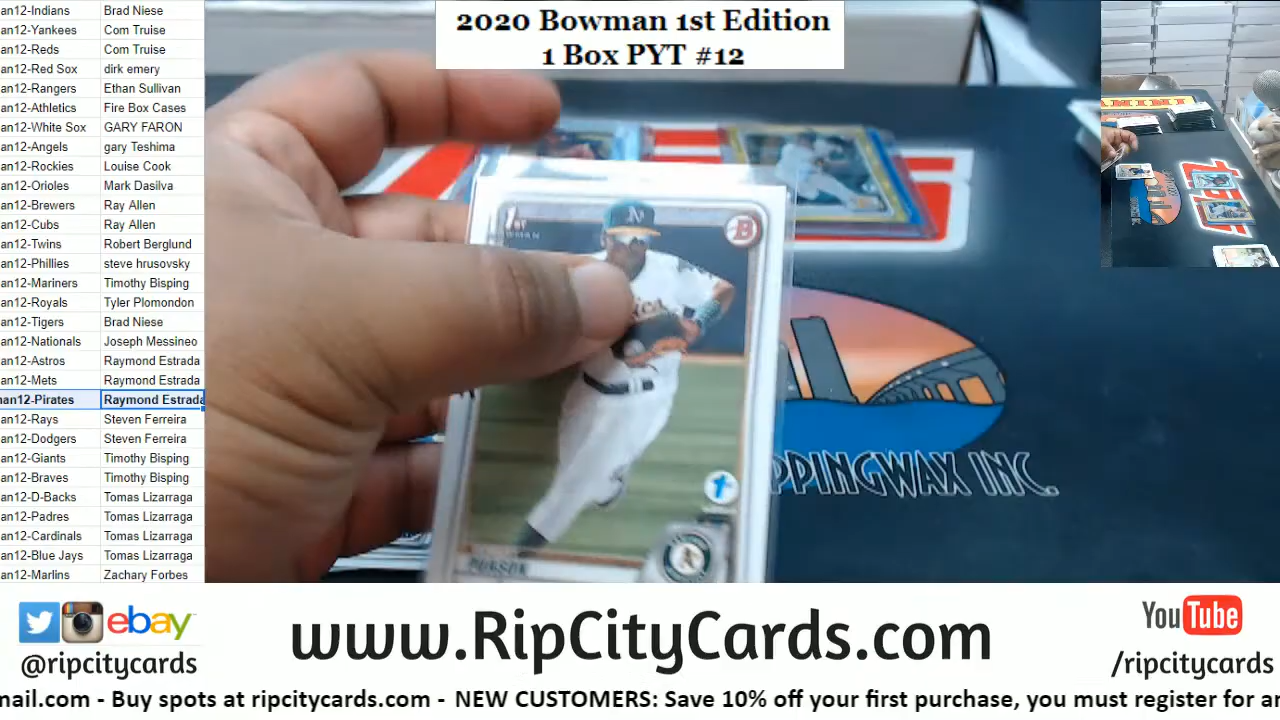 2020 Bowman 1st Edition
1 Box PYT #12
an12-Indians Brad Niese
an12-Yankees Com Truise
an12-Reds Com Truise
an12-Red Sox dirk emery
an12-Rangers Ethan Sullivan
an12-Athletics Fire Box Cases
an12-White Sox GARY FARON
an12-Angels gary Teshima
an12-Rockies Louise Cook
an12-Orioles Mark Dasilva
an12-Brewers Ray Allen
an12-Cubs Ray Allen
an12-Twins Robert Berglund
an12-Phillies steve hrusovsky
an12-Mariners Timothy Bisping
an12-Royals Tyler Plomondon
an12-Tigers Brad Niese
an12-Nationals Joseph Messineo
an12-Astros Raymond Estrada
an12-Mets Raymond Estrada
nan12-Pirates Raymond Estrada
an12-Rays Steven Ferreira
an12-Dodgers Steven Ferreira
an12-Giants Timothy Bisping
an12-Braves Timothy Bisping
an12-D-Backs Tomas Lizarraga
an12-Padres Tomas Lizarraga
an12-Cardinals Tomas Lizarraga
an12-Blue Jays Tomas Lizarraga
an12-Marlins Zachary Forbes
B
PPINGWAX INC.
ebay
@ripcitycards
www.RipCityCards.com
YouTube
/ripcitycards
mail.com - Buy spots at ripcitycards.com - NEW CUSTOMERS: Save 10% off your first purchase, you must register for an